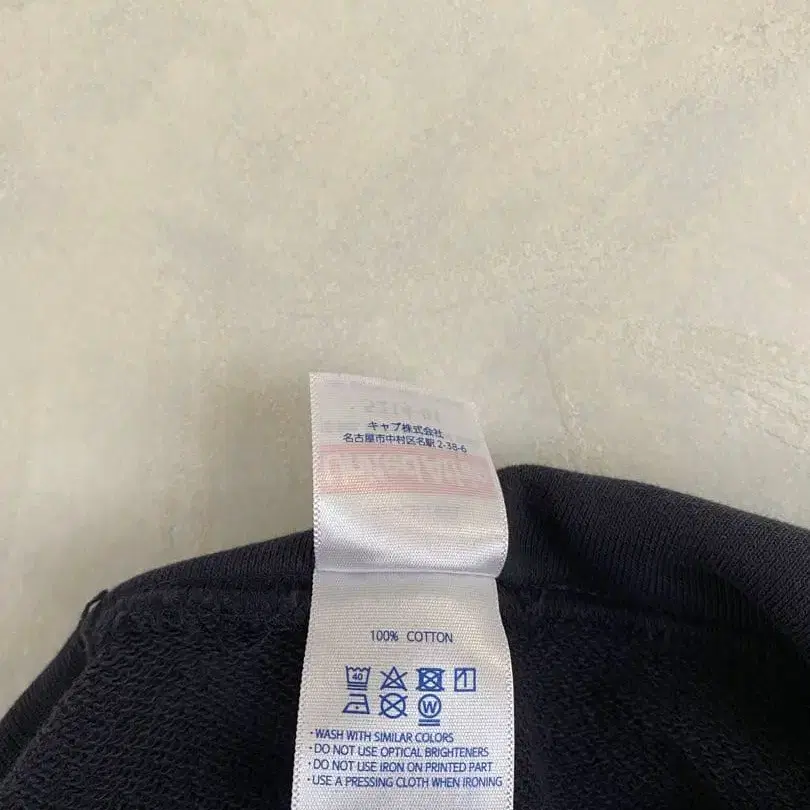 キャブ株式会社
名古屋市中村区名駅 2-38-6
100% COTTON
40
W
・WASH WITH SIMILAR COLORS
・DO NOT USE OPTICAL BRIGHTENERS
・DO NOT USE IRON ON PRINTED PART
・USE A PRESSING CLOTH WHEN IRONING